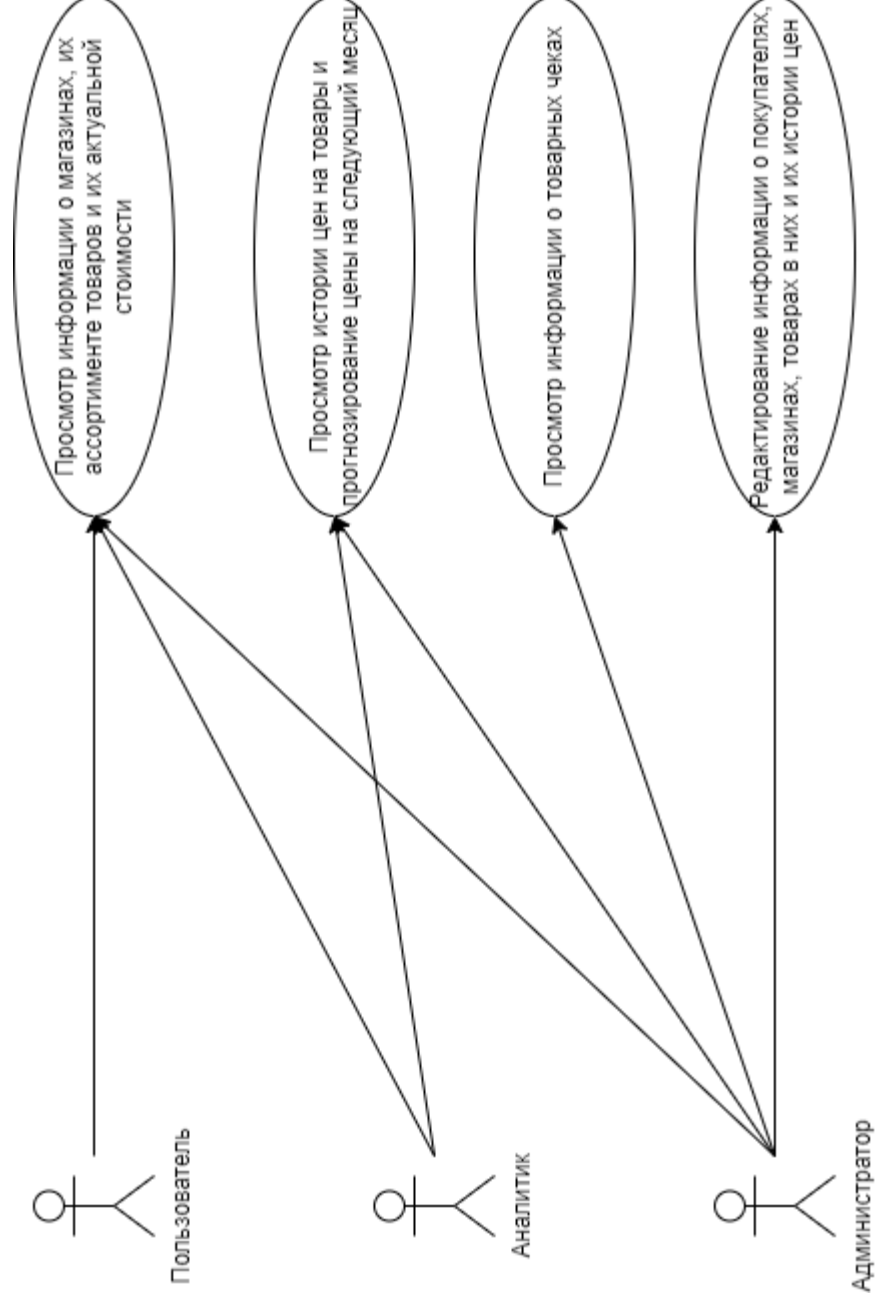 Просмотр информации о магазинах, их
ассортименте товаров и их актуальной
стоимости
Просмотр истории цен на товары и
прогнозирование цены на следующий месяц
Просмотр информации о товарных чеках
Редактирование информации о покупателях,
магазинах, товарах в них и их истории цен
Пользователь
Аналитик
Администратор